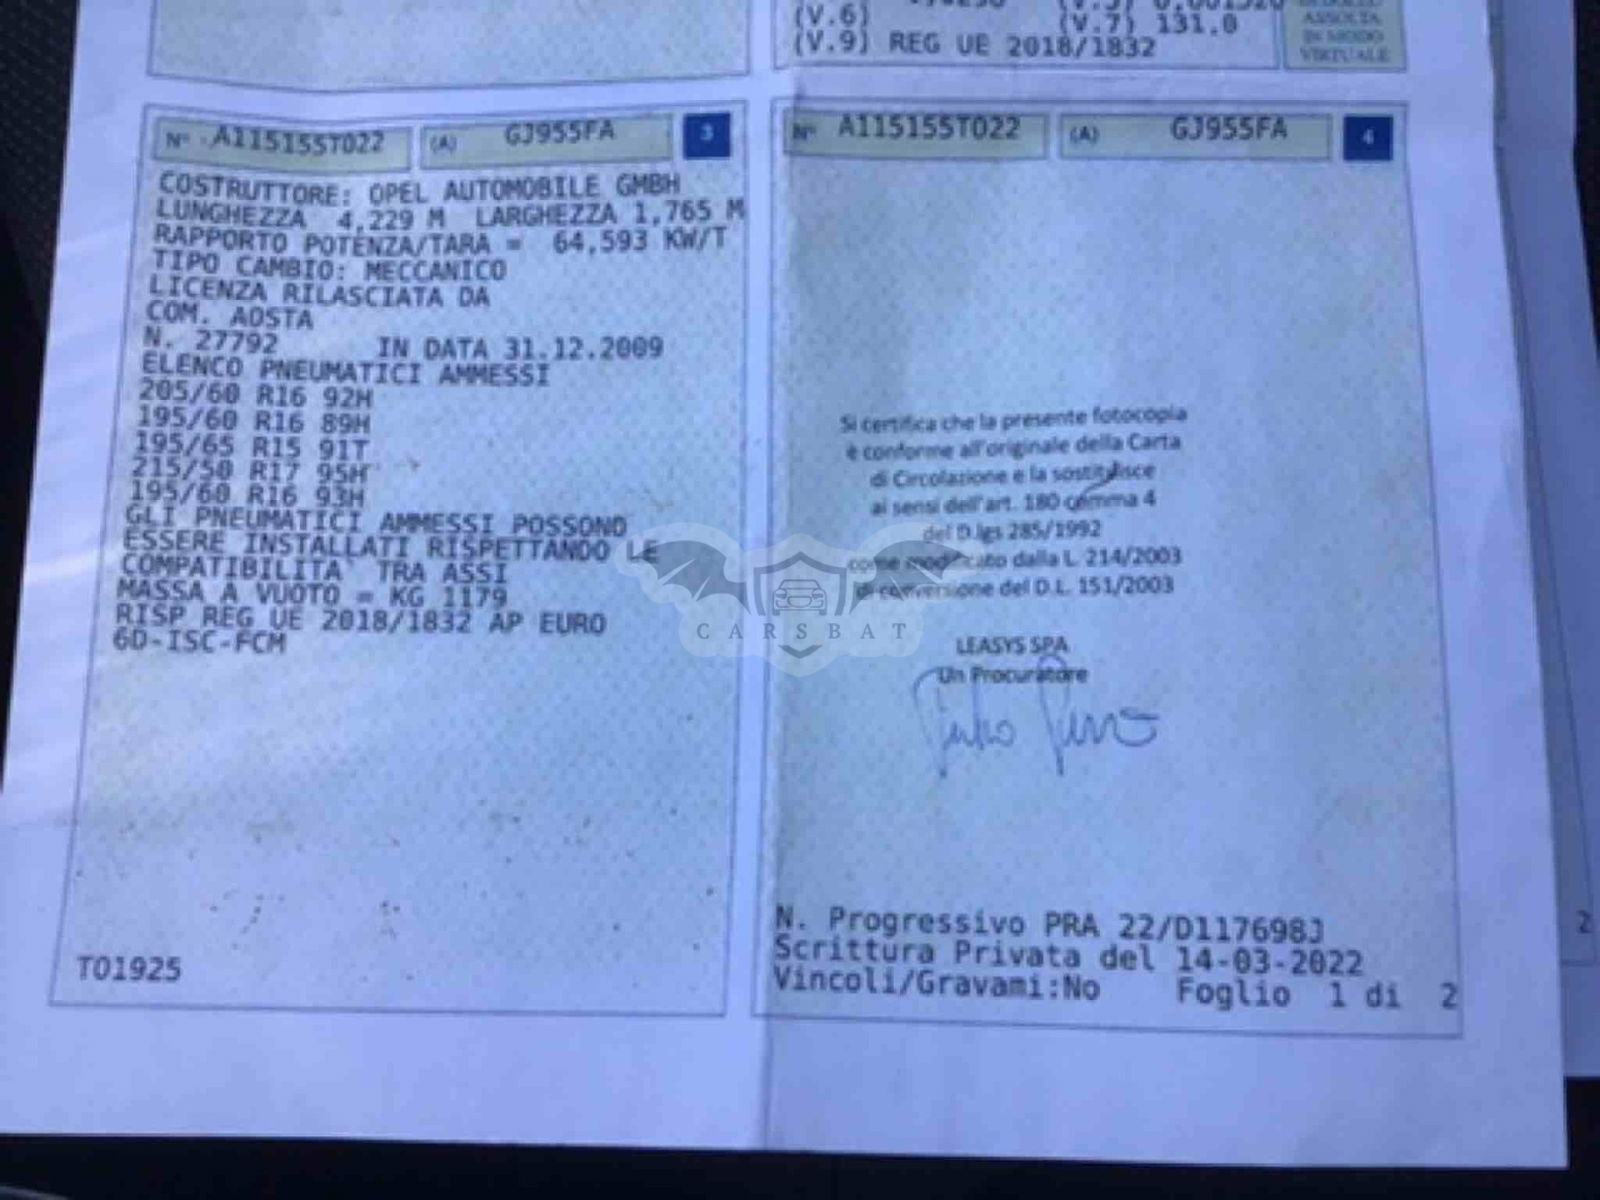 (V.6)
(V.7) 131.0
(V.9) REG UE 2018/1832
ASSOLTA
IN MODO
VIRTUALE
N° A115155T022 (A) GJ955FA 3
COSTRUTTORE: OPEL AUTOMOBILE GMBH
LUNGHEZZA 4,229 M LARGHEZZA 1,765 M
RAPPORTO POTENZA/TARA = 64,593 KW/T
TIPO CAMBIO: MECCANICO
LICENZA RILASCIATA DA
COM. AOSTA
N. 27792 IN DATA 31.12.2009
ELENCO PNEUMATICI AMMESSI
205/60 R16 92H
195/60 R16 89H
195/65 R15 91T
215/50 R17 95H
195/60 R16 93H
GLI PNEUMATICI AMMESSI POSSONO
ESSERE INSTALLATI RISPETTANDO LE
COMPATIBILITA` TRA ASSI
MASSA A VUOTO = KG 1179
RISP REG UE 2018/1832 AP EURO
6D-ISC-FCM
T01925
N° A115155T022 (A) GJ955FA 4
Si certifica che la presente fotocopia
è conforme all'originale della Carta
di Circolazione e la sostituisce
ai sensi dell'art. 180 comma 4
del D.lgs 285/1992
come modificato dalla L. 214/2003
di conversione del D.L. 151/2003
LEASYS SPA
Un Procuratore
CARSBAT
N. Progressivo PRA 22/D117698J
Scrittura Privata del 14-03-2022
Vincoli/Gravami:No Foglio 1 di 2
2